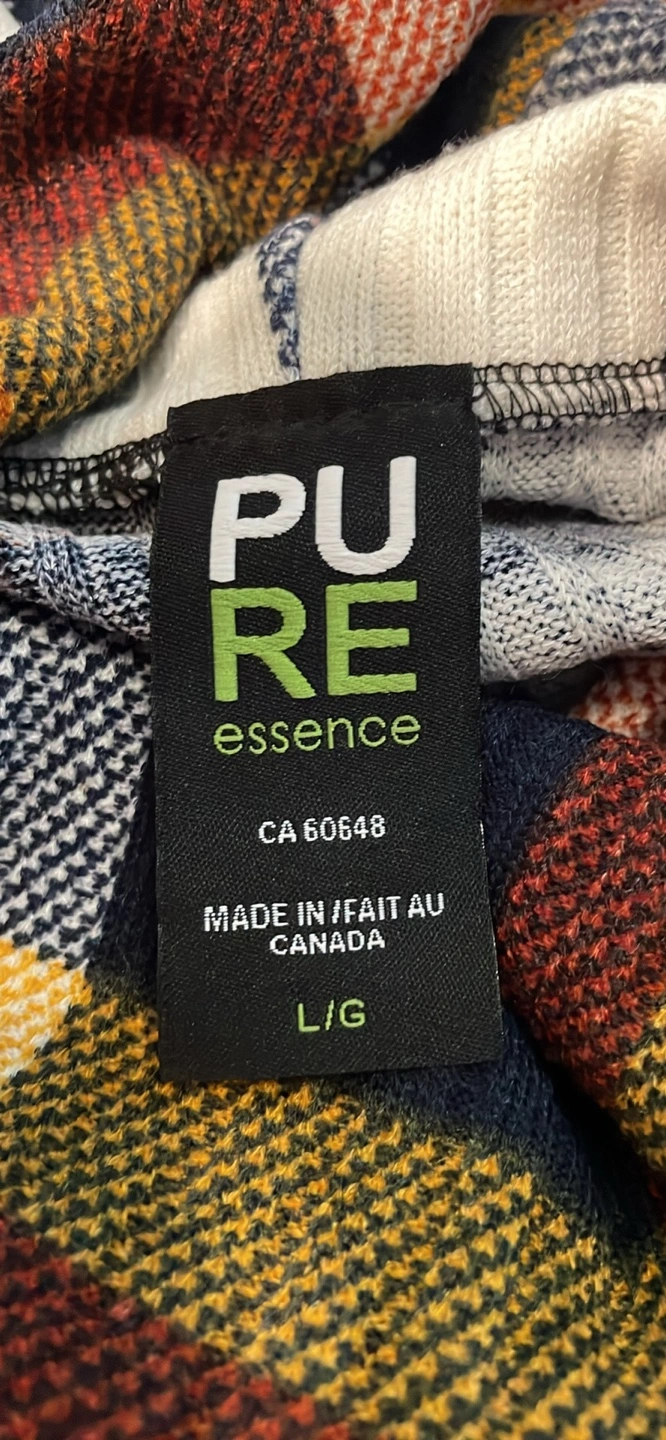 PU
RE
essence
CA 60648
MADE IN/FAIT AU
CANADA
L/G